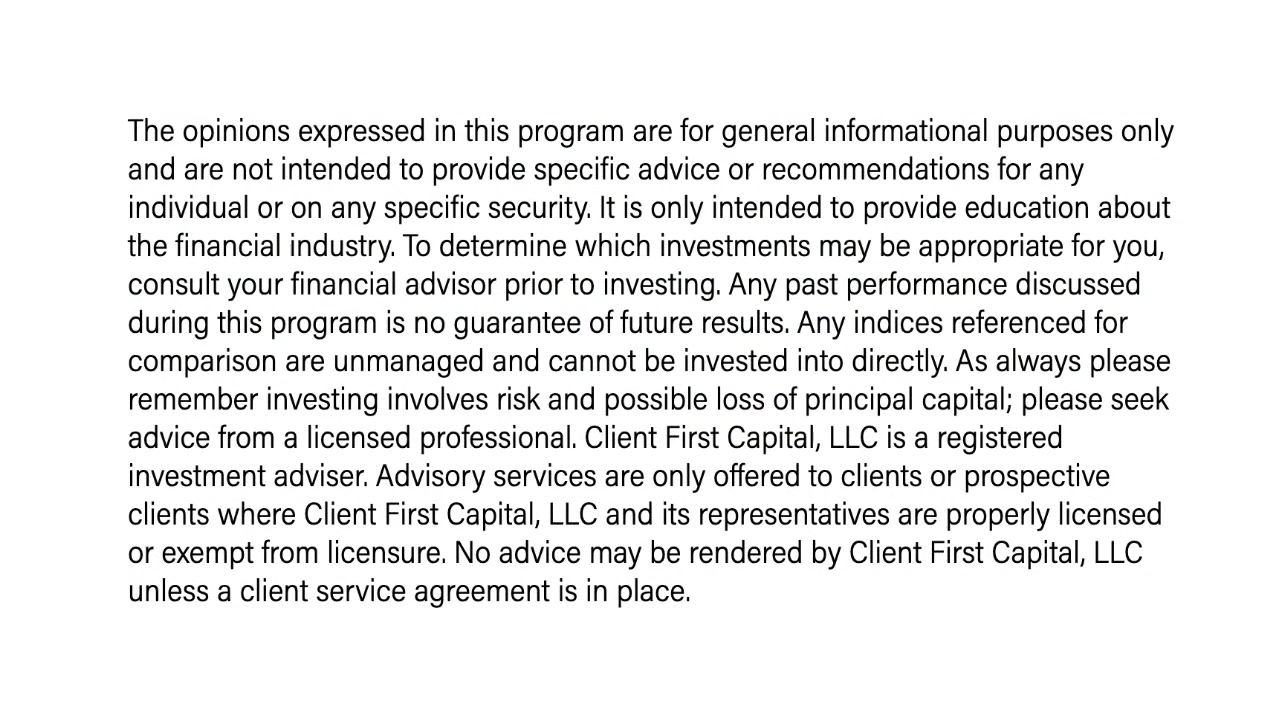 The opinions expressed in this program are for general informational purposes only
and are not intended to provide specific advice or recommendations for any
individual or on any specific security. It is only intended to provide education about
the financial industry. To determine which investments may be appropriate for you,
consult your financial advisor prior to investing. Any past performance discussed
during this program is no guarantee of future results. Any indices referenced for
comparison are unmanaged and cannot be invested into directly. As always please
remember investing involves risk and possible loss of principal capital; please seek
advice from a licensed professional. Client First Capital, LLC is a registered
investment adviser. Advisory services are only offered to clients or prospective
clients where Client First Capital, LLC and its representatives are properly licensed
or exempt from licensure. No advice may be rendered by Client First Capital, LLC
unless a client service agreement is in place.